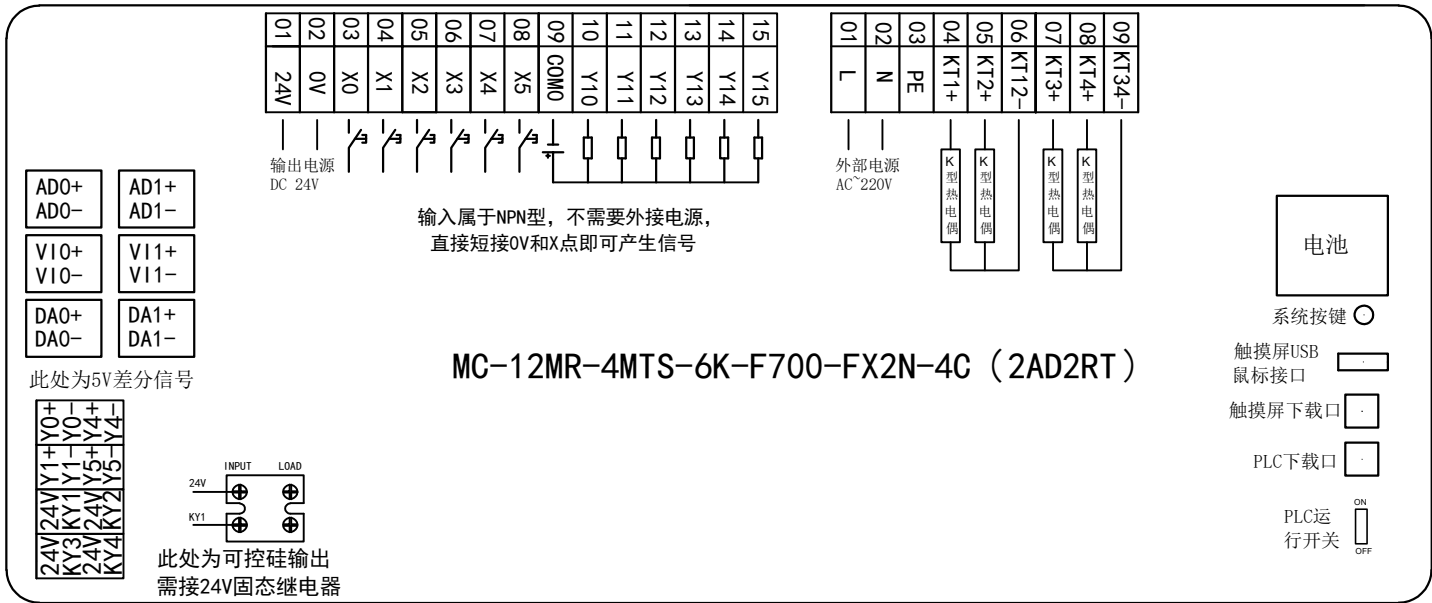 01 02 03 04 05 06 07 08 09 10 11 12 13 14 15
24V 0V X0 X1 X2 X3 X4 X5 COM0 Y10 Y11 Y12 Y13 Y14 Y15
01 02 03 04 05 06 07 08 09
L N PE KT1+ KT2+ KT12- KT3+ KT4+ KT34-
输出电源
DC 24V
外部电源
AC~220V
K型热电偶
K型热电偶
K型热电偶
K型热电偶
输入属于NPN型，不需要外接电源，
直接短接0V和X点即可产生信号
AD0+ AD1+
AD0- AD1-
VI0+ VI1+
VI0- VI1-
DA0+ DA1+
DA0- DA1-
此处为5V差分信号
MC-12MR-4MTS-6K-F700-FX2N-4C（2AD2RT）
Y0+ Y0- Y4+ Y4-
Y1+ Y1- Y5+ Y5-
24V KY1 24V KY2
24V KY3 24V KY4
INPUT LOAD
24V
KY1
此处为可控硅输出
需接24V固态继电器
电池
系统按键
触摸屏USB
鼠标接口
触摸屏下载口
PLC下载口
PLC运
行开关
ON
OFF